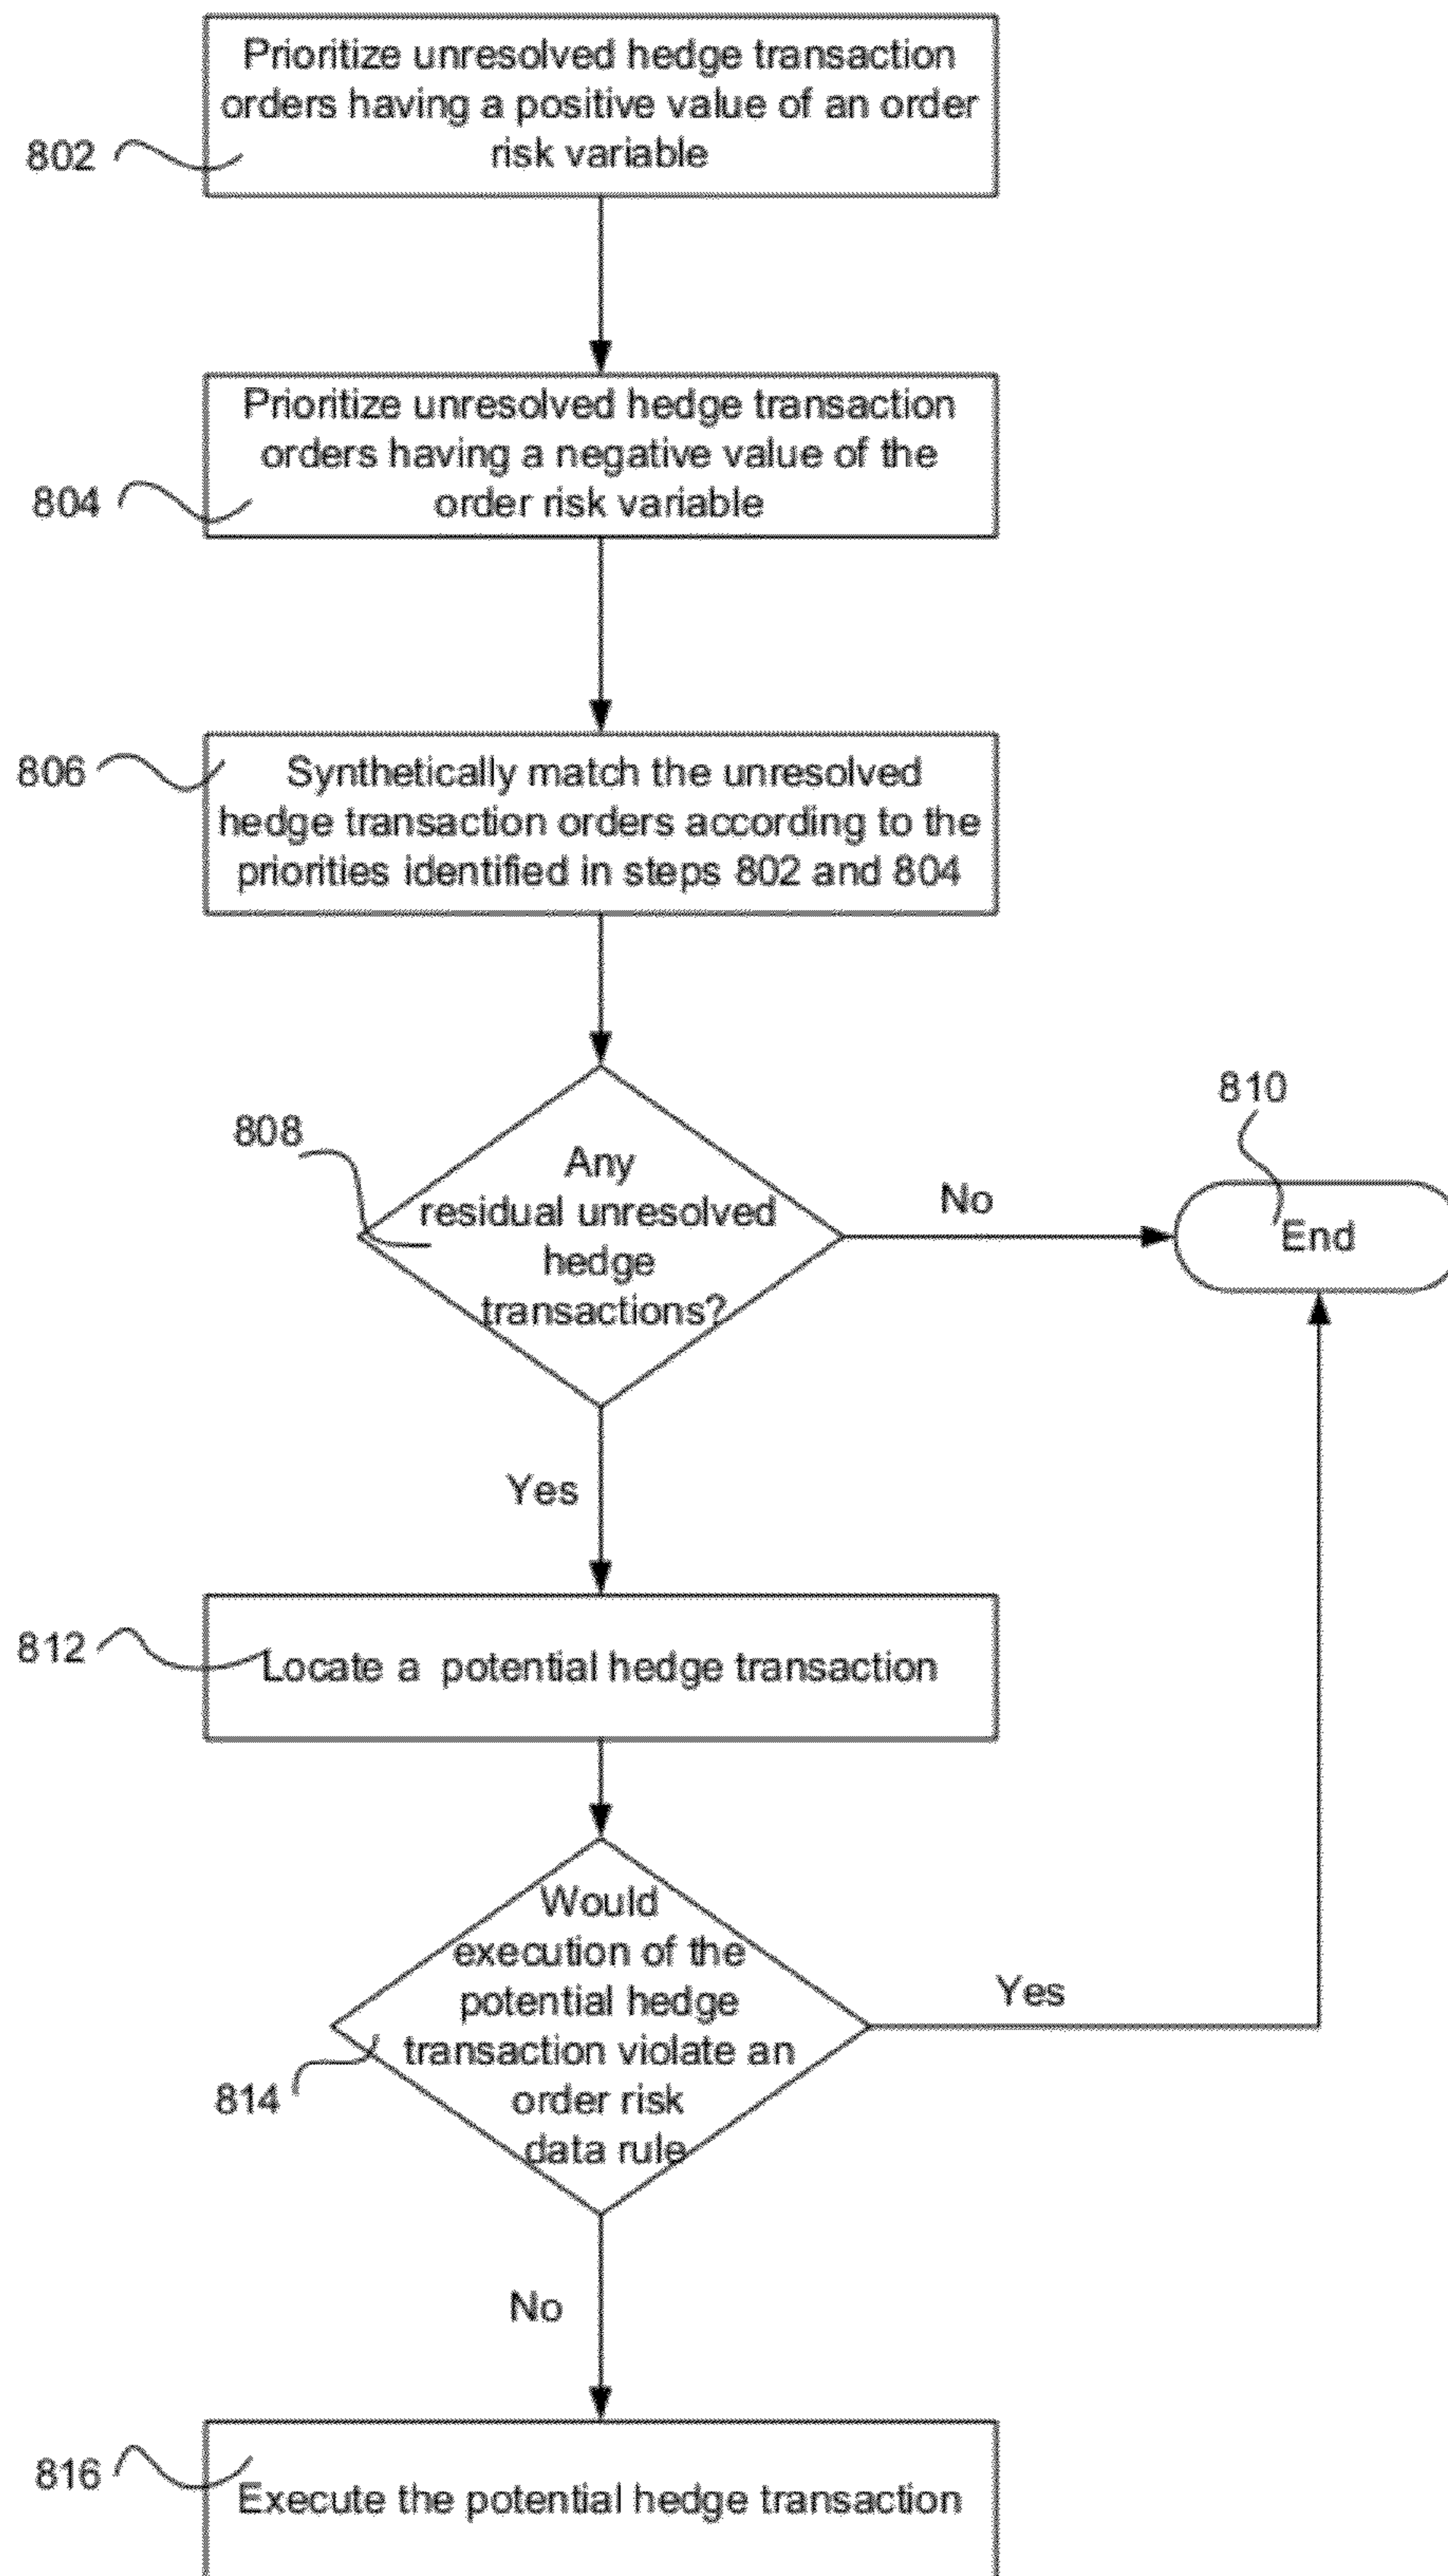 Prioritize unresolved hedge transaction
orders having a positive value of an order
risk variable
802
Prioritize unresolved hedge transaction
orders having a negative value of the
order risk variable
804
806
Synthetically match the unresolved
hedge transaction orders according to the
priorities identified in steps 802 and 804
808
Any
residual unresolved
hedge
transactions?
No
810
End
Yes
812
Locate a potential hedge transaction
Would
execution of the
potential hedge
transaction violate an
order risk
data rule
814
Yes
No
816
Execute the potential hedge transaction